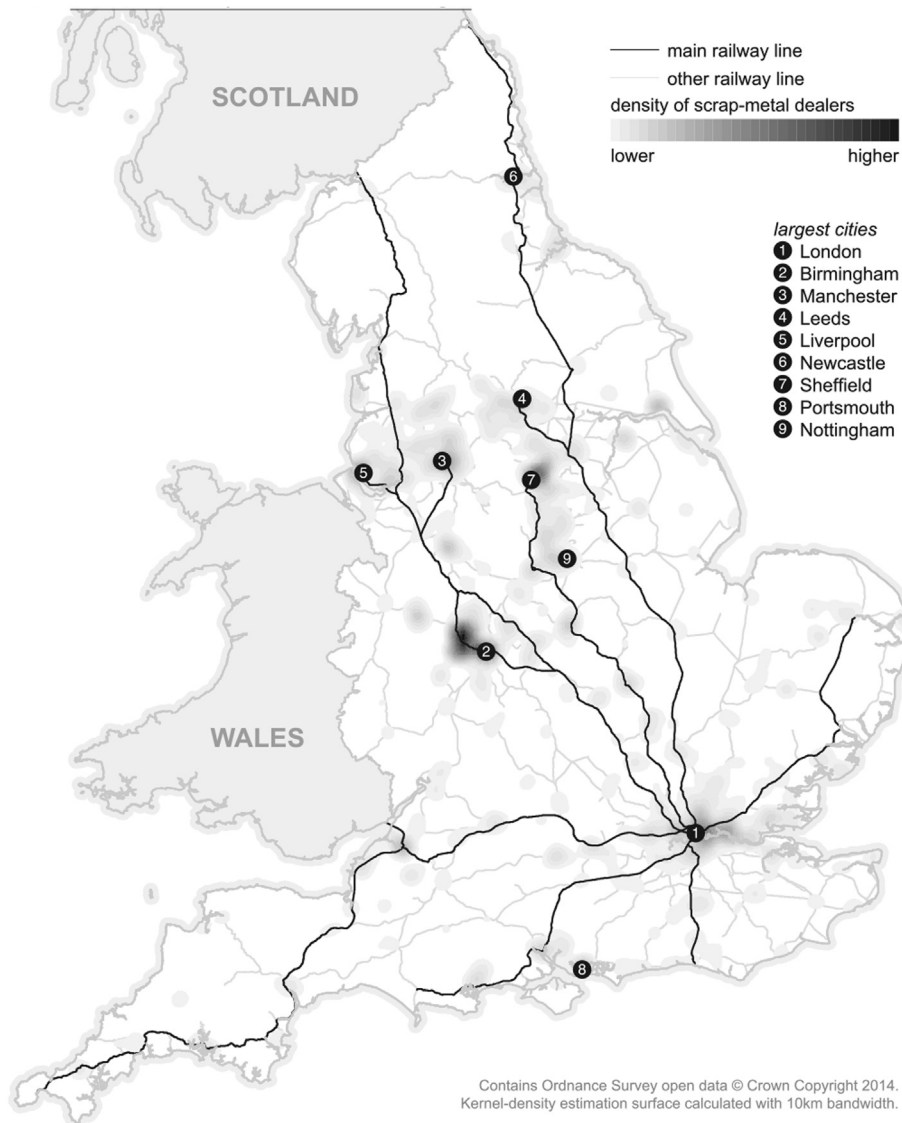 main railway line
other railway line
density of scrap-metal dealers
lower higher
SCOTLAND
largest cities
1 London
2 Birmingham
3 Manchester
4 Leeds
5 Liverpool
6 Newcastle
7 Sheffield
8 Portsmouth
9 Nottingham
6
4
3
5
7
9
2
WALES
1
8
Contains Ordnance Survey open data © Crown Copyright 2014.
Kernel-density estimation surface calculated with 10km bandwidth.